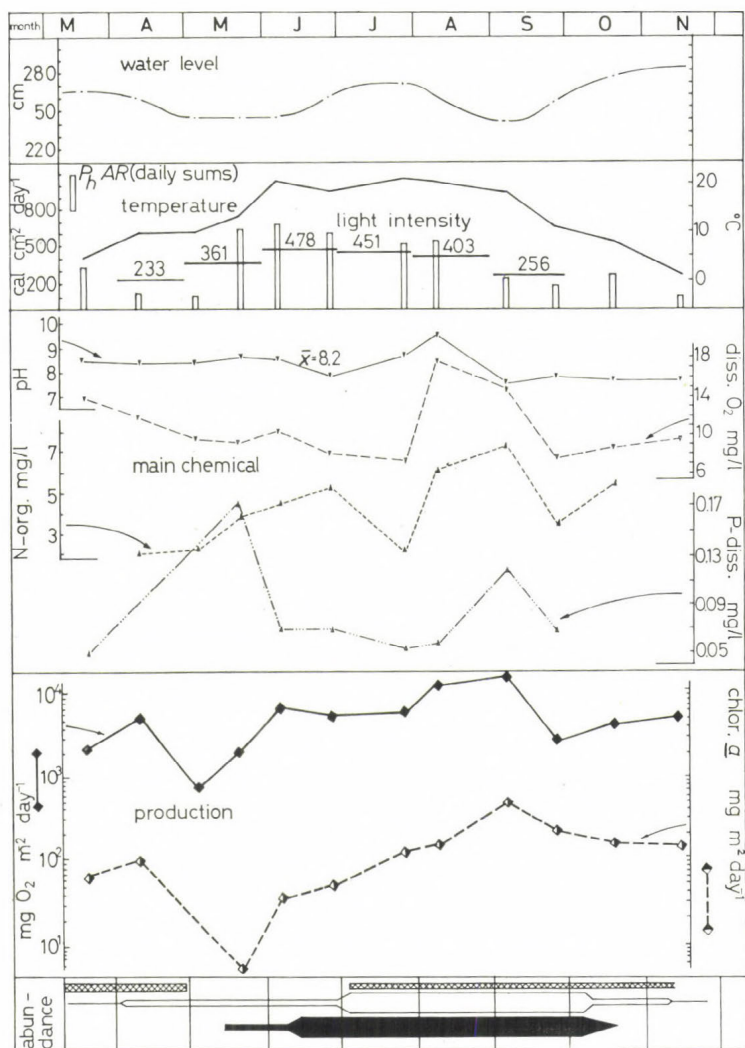 month M A M J J A S O N
water level
cm
280
50
220
PhAR (daily sums)
temperature
light intensity
cal cm² day⁻¹
800
500
200
233
361
478
451
403
256
20
10
0
°C
pH
10
9
8
7
x̄=8.2
18
14
10
6
diss. O₂ mg/l
N-org. mg/l
7
5
3
main chemical
0.17
0.13
0.09
0.05
P-diss. mg/l
mg O₂ m² day⁻¹
10⁴
10³
10²
10¹
production
chlor. a mg m² day⁻¹
abun-
dance